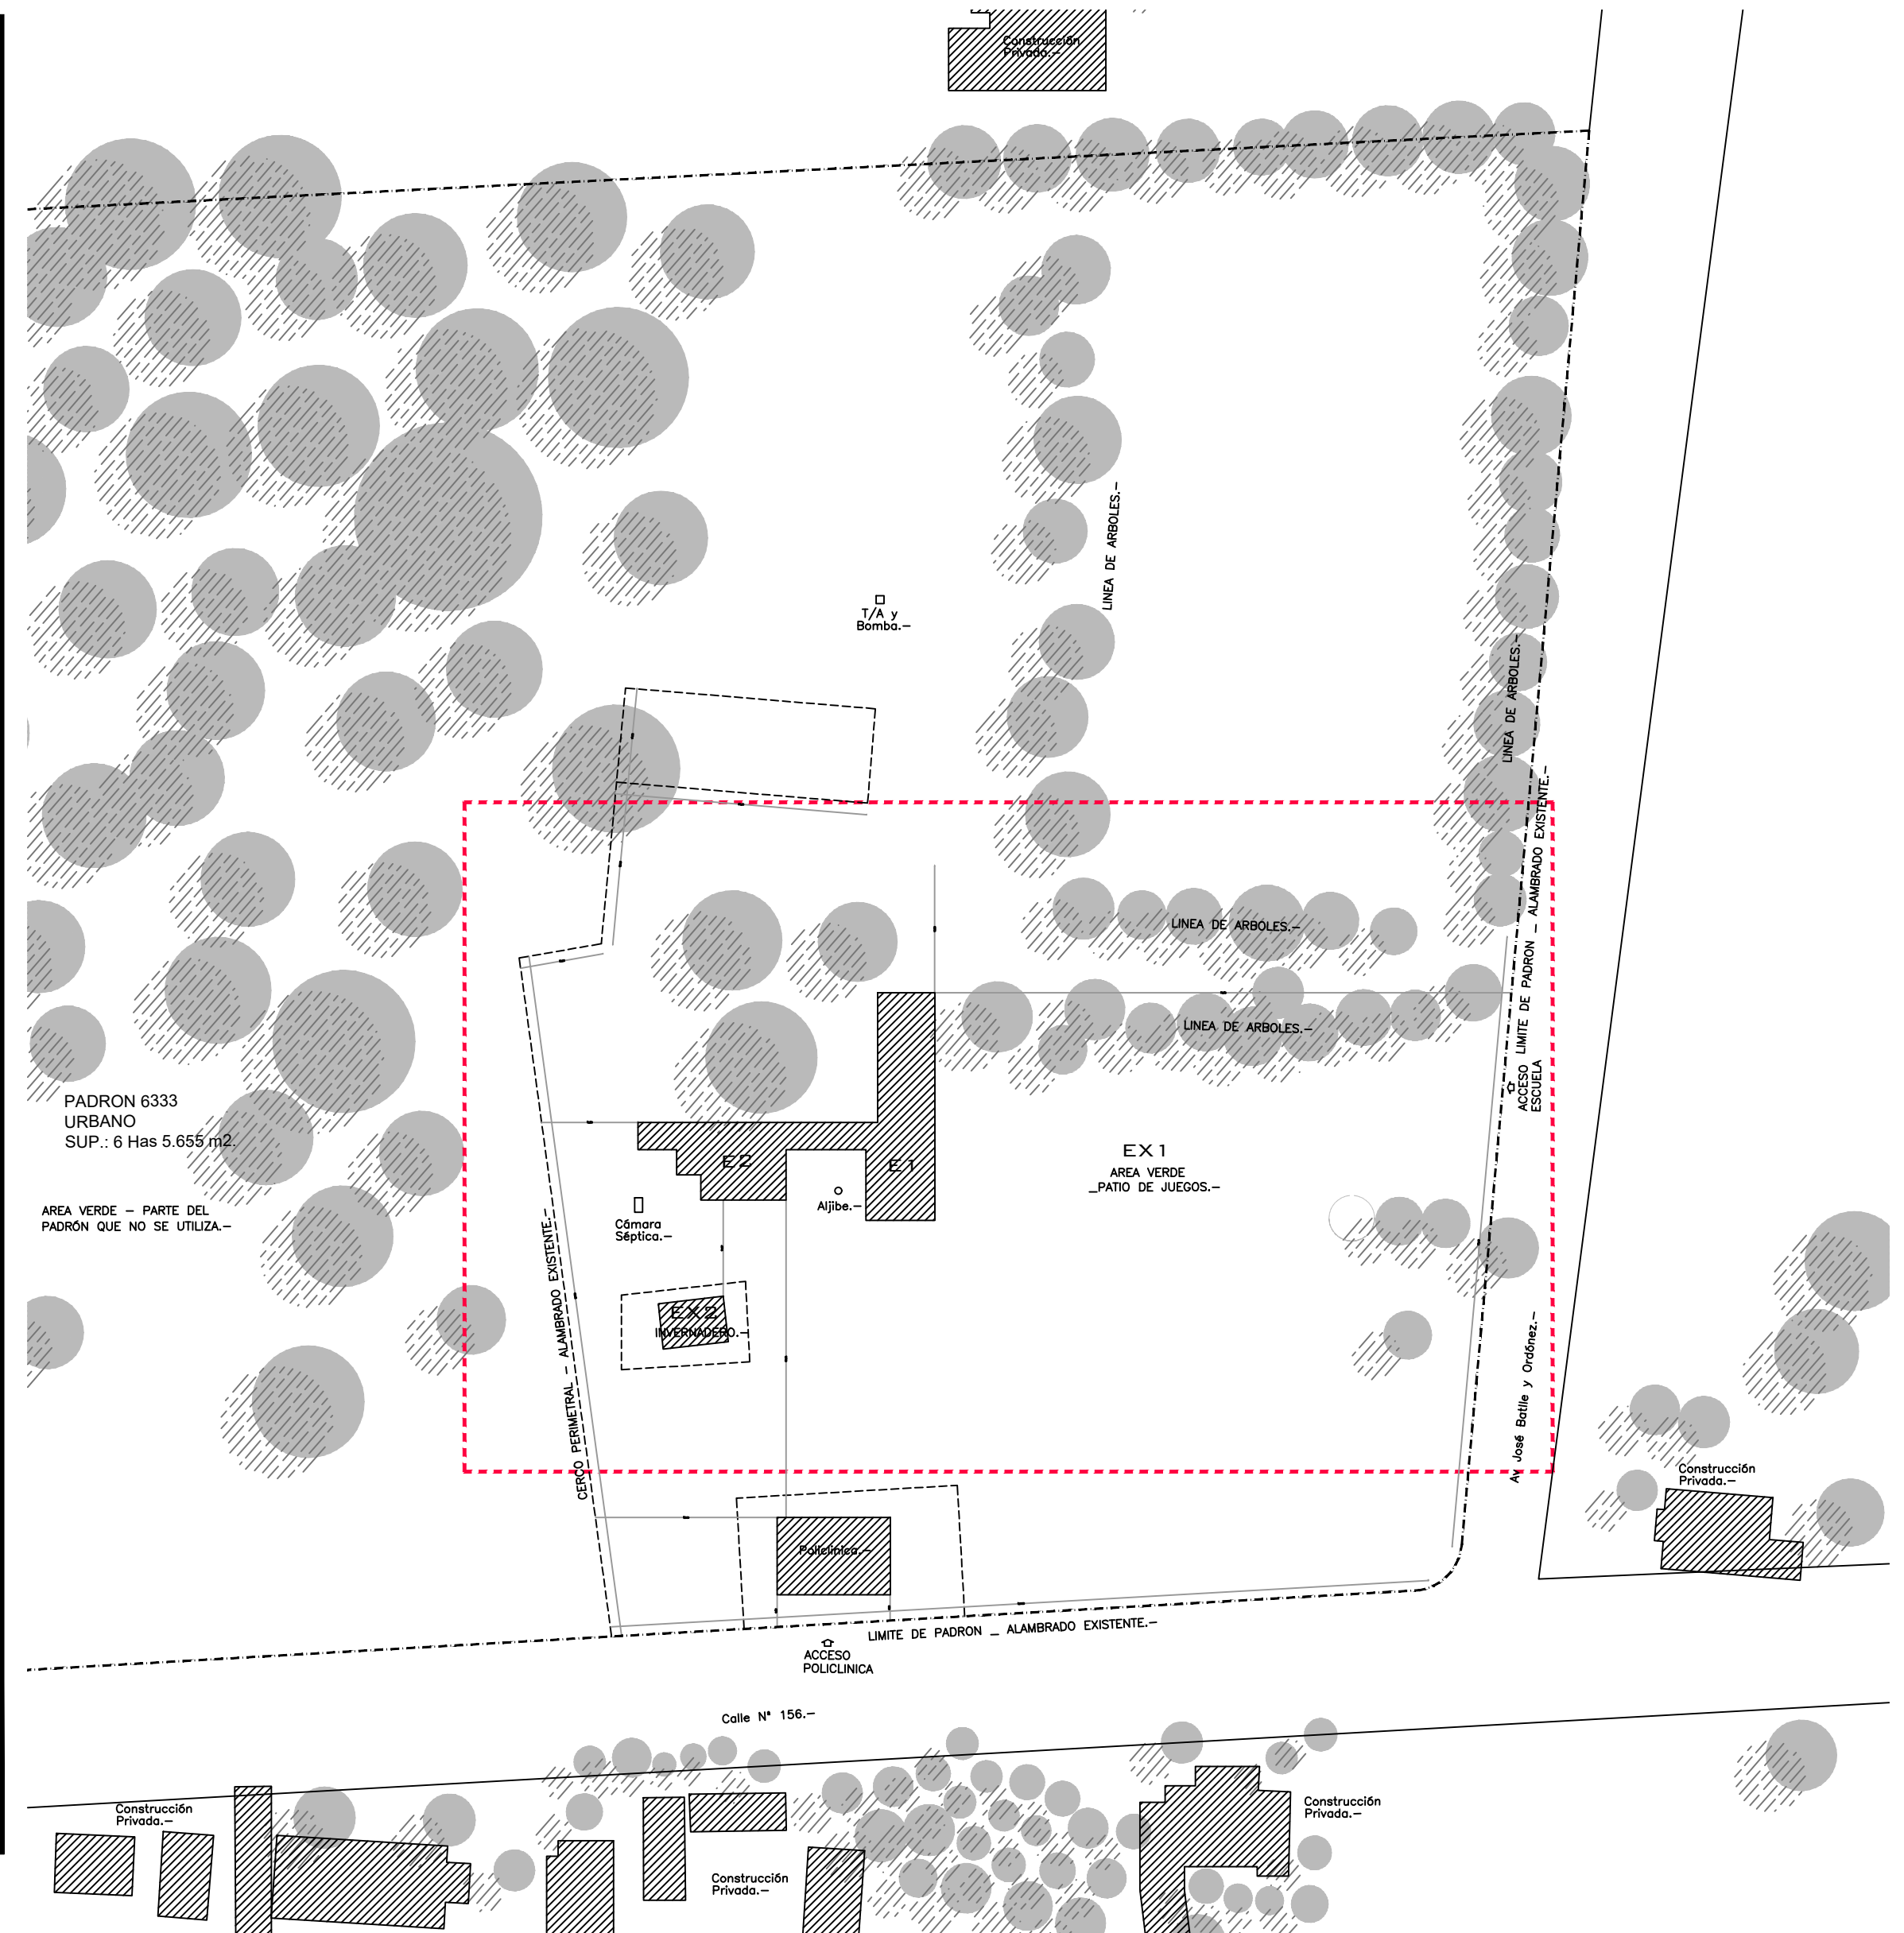 Construcción
Privada.-
LINEA DE ARBOLES.-
T/A y
Bomba.-
LINEA DE ARBOLES.-
LIMITE DE PADRON _ ALAMBRADO EXISTENTE.-
LINEA DE ARBOLES.-
LINEA DE ARBOLES.-
ACCESO
ESCUELA
PADRON 6333
URBANO
SUP.: 6 Has 5.655 m2.
AREA VERDE - PARTE DEL
PADRÓN QUE NO SE UTILIZA.-
E2
E1
EX1
AREA VERDE
_PATIO DE JUEGOS.-
Aljibe.-
Cámara
Séptica.-
EX2
INVERNADERO.-
CERCO PERIMETRAL - ALAMBRADO EXISTENTE.-
Av José Batlle y Ordónez.-
Construcción
Privada.-
Policlinica.-
LIMITE DE PADRON _ ALAMBRADO EXISTENTE.-
ACCESO
POLICLINICA
Calle Nª 156.-
Construcción
Privada.-
Construcción
Privada.-
Construcción
Privada.-